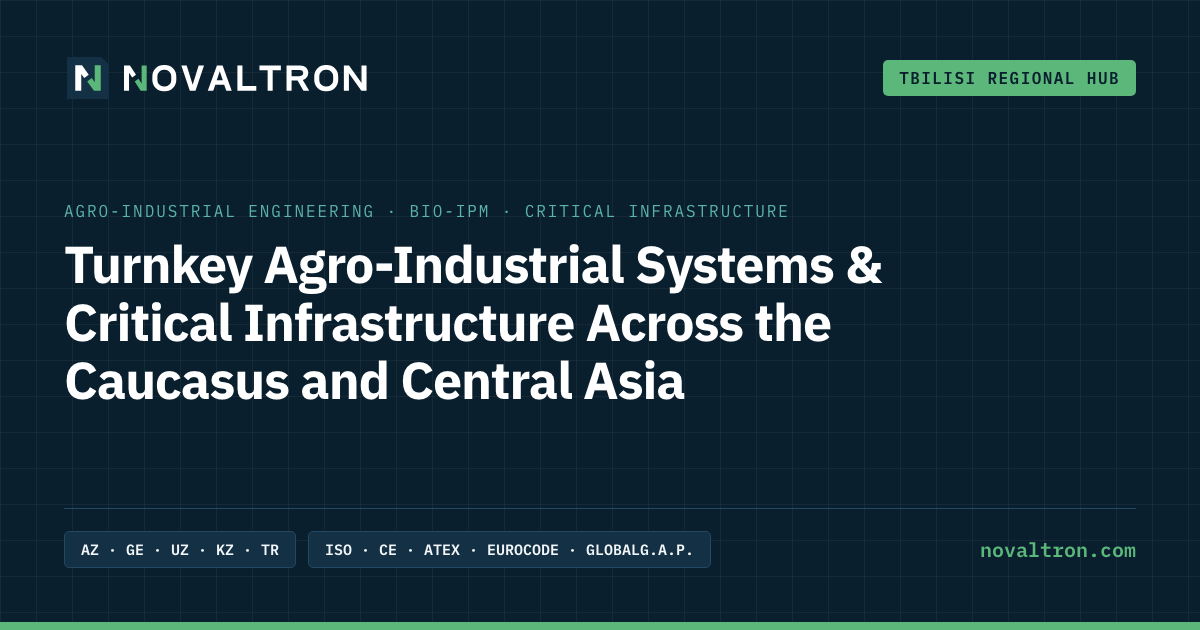 NOVALTRON
TBILISI REGIONAL HUB
AGRO-INDUSTRIAL ENGINEERING · BIO-IPM · CRITICAL INFRASTRUCTURE
Turnkey Agro-Industrial Systems &
Critical Infrastructure Across the
Caucasus and Central Asia
AZ · GE · UZ · KZ · TR
ISO · CE · ATEX · EUROCODE · GLOBALG.A.P.
novaltron.com